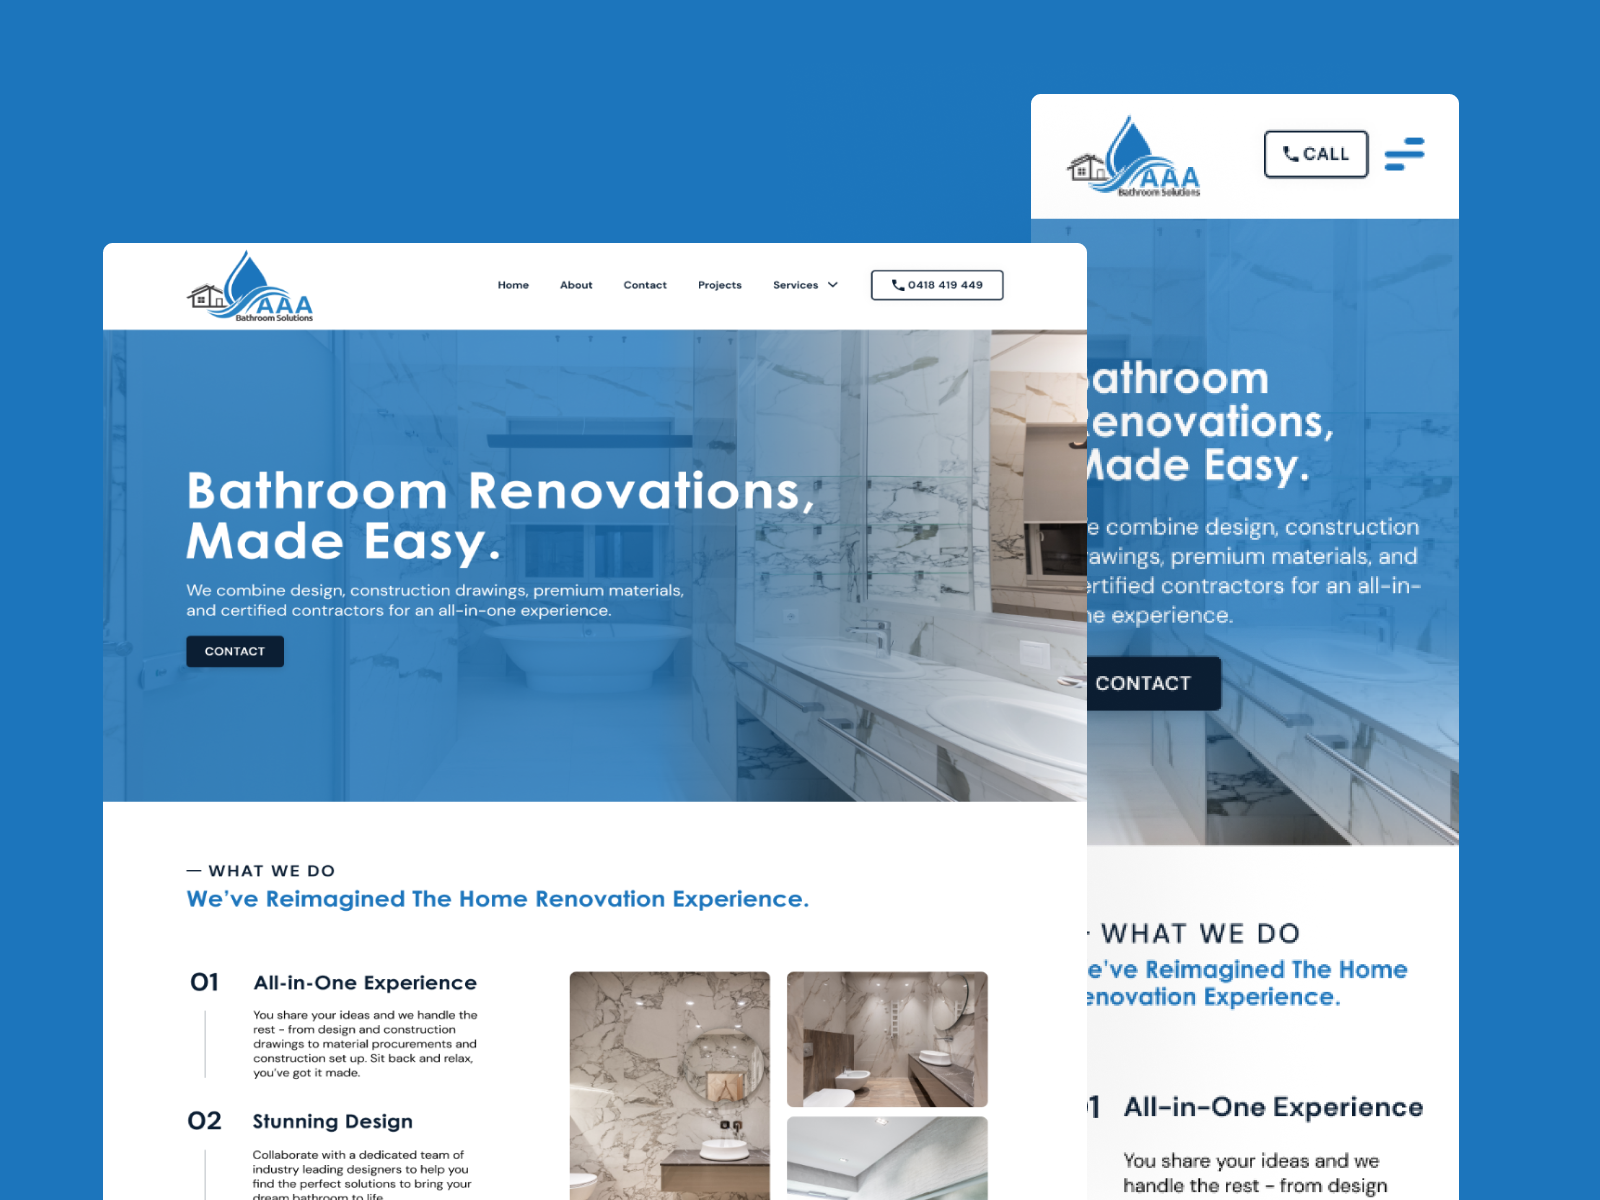 AAA
Bathroom Solutions
Home About Contact Projects Services 0418 419 449
Bathroom Renovations,
Made Easy.
We combine design, construction drawings, premium materials,
and certified contractors for an all-in-one experience.
CONTACT
— WHAT WE DO
We've Reimagined The Home Renovation Experience.
01 All-in-One Experience
You share your ideas and we handle the
rest - from design and construction
drawings to material procurements and
construction set up. Sit back and relax,
you've got it made.
02 Stunning Design
Collaborate with a dedicated team of
industry leading designers to help you
find the perfect solutions to bring your
dream bathroom to life
AAA
Bathroom Solutions
CALL
athroom
enovations,
Made Easy.
e combine design, construction
awings, premium materials, and
ertified contractors for an all-in-
ne experience.
CONTACT
WHAT WE DO
e've Reimagined The Home
enovation Experience.
1 All-in-One Experience
You share your ideas and we
handle the rest - from design